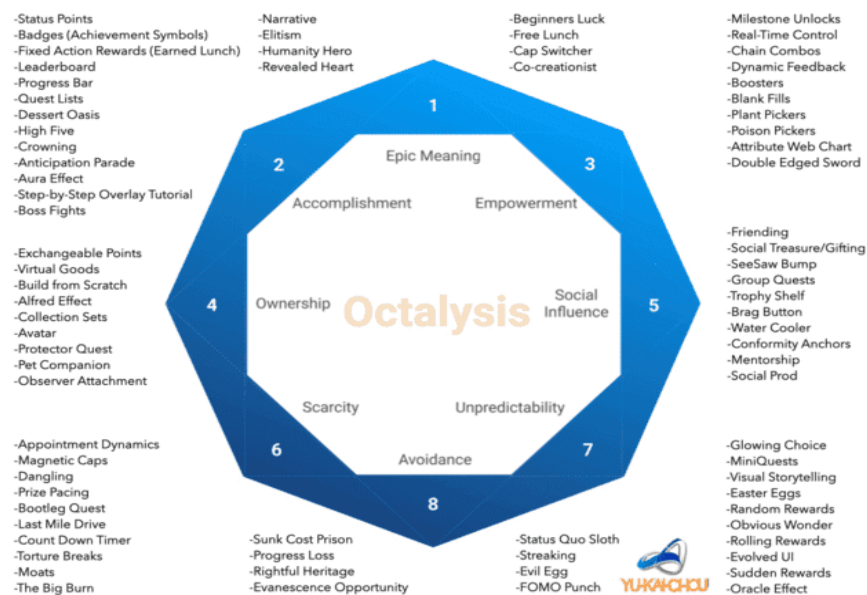 -Status Points
-Badges (Achievement Symbols)
-Fixed Action Rewards (Earned Lunch)
-Leaderboard
-Progress Bar
-Quest Lists
-Dessert Oasis
-High Five
-Crowning
-Anticipation Parade
-Aura Effect
-Step-by-Step Overlay Tutorial
-Boss Fights
-Narrative
-Elitism
-Humanity Hero
-Revealed Heart
-Beginners Luck
-Free Lunch
-Cap Switcher
-Co-creationist
-Milestone Unlocks
-Real-Time Control
-Chain Combos
-Dynamic Feedback
-Boosters
-Blank Fills
-Plant Pickers
-Poison Pickers
-Attribute Web Chart
-Double Edged Sword
1
Epic Meaning
2
Accomplishment
3
Empowerment
-Exchangeable Points
-Virtual Goods
-Build from Scratch
-Alfred Effect
-Collection Sets
-Avatar
-Protector Quest
-Pet Companion
-Observer Attachment
4
Ownership
Octalysis
Social
Influence
5
-Friending
-Social Treasure/Gifting
-SeeSaw Bump
-Group Quests
-Trophy Shelf
-Brag Button
-Water Cooler
-Conformity Anchors
-Mentorship
-Social Prod
Scarcity
6
Unpredictability
7
Avoidance
8
-Appointment Dynamics
-Magnetic Caps
-Dangling
-Prize Pacing
-Bootleg Quest
-Last Mile Drive
-Count Down Timer
-Torture Breaks
-Moats
-The Big Burn
-Sunk Cost Prison
-Progress Loss
-Rightful Heritage
-Evanescence Opportunity
-Status Quo Sloth
-Streaking
-Evil Egg
-FOMO Punch
YU-KAI-CHOU
-Glowing Choice
-MiniQuests
-Visual Storytelling
-Easter Eggs
-Random Rewards
-Obvious Wonder
-Rolling Rewards
-Evolved UI
-Sudden Rewards
-Oracle Effect